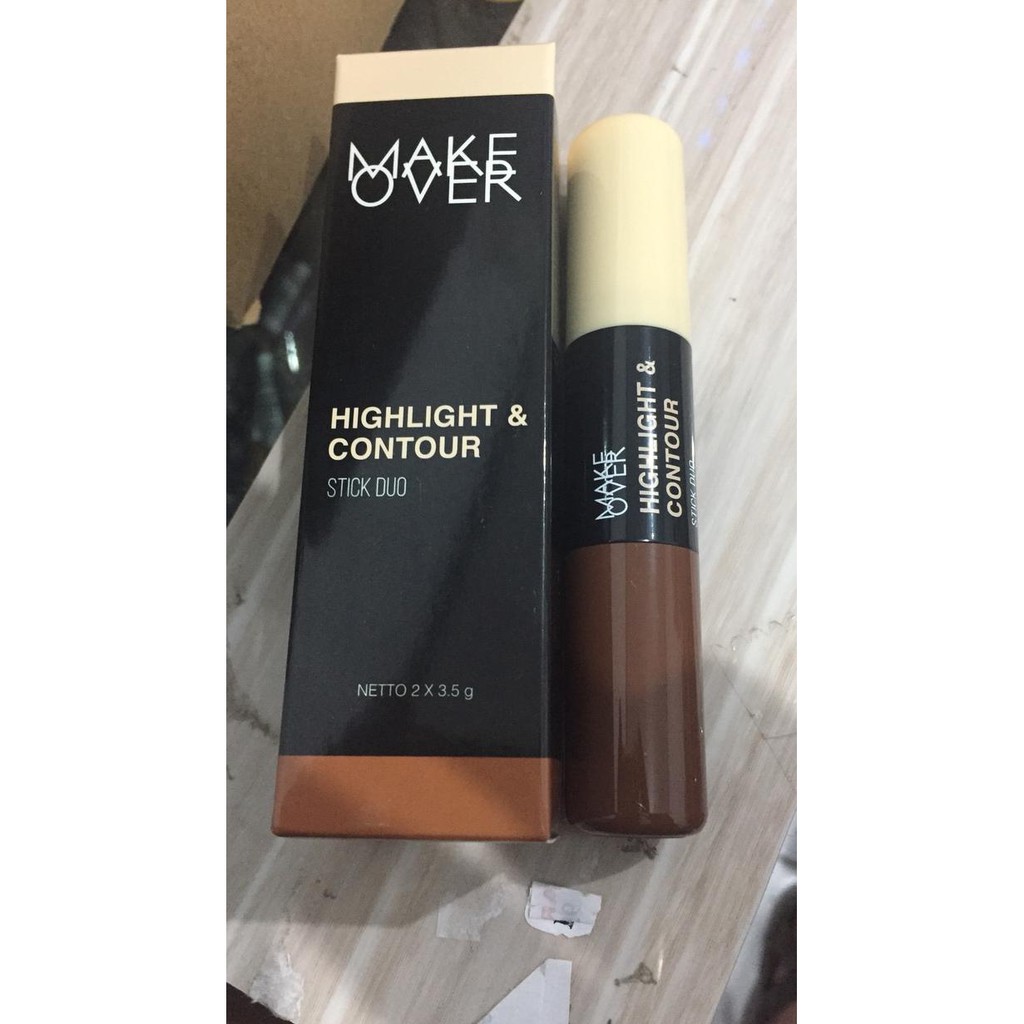 MAKE
OVER
HIGHLIGHT &
CONTOUR
STICK DUO
NETTO 2 X 3.5 g
MAKE
OVER
HIGHLIGHT &
CONTOUR
STICK DUO